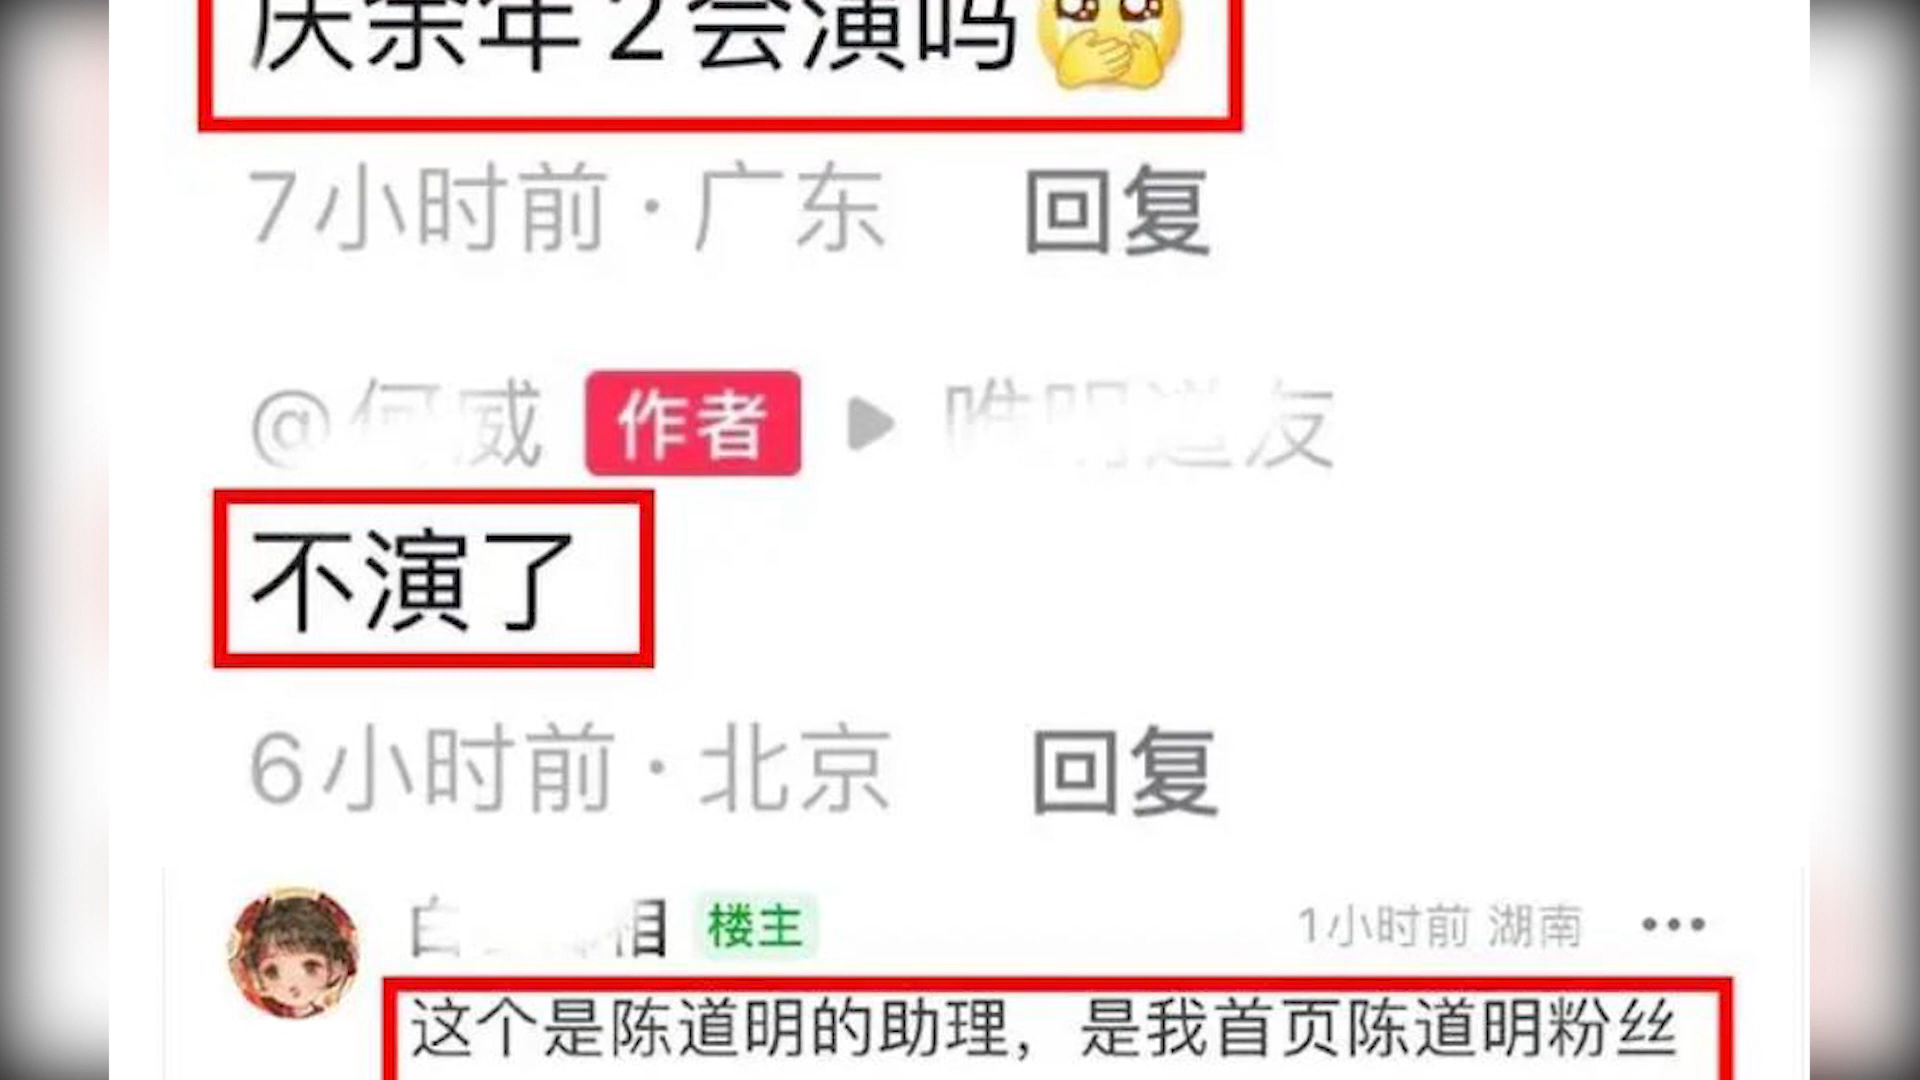 庆余年2会演吗
7小时前·广东 回复
作者
不演了
6小时前·北京 回复
楼主 1小时前 湖南
这个是陈道明的助理，是我首页陈道明粉丝